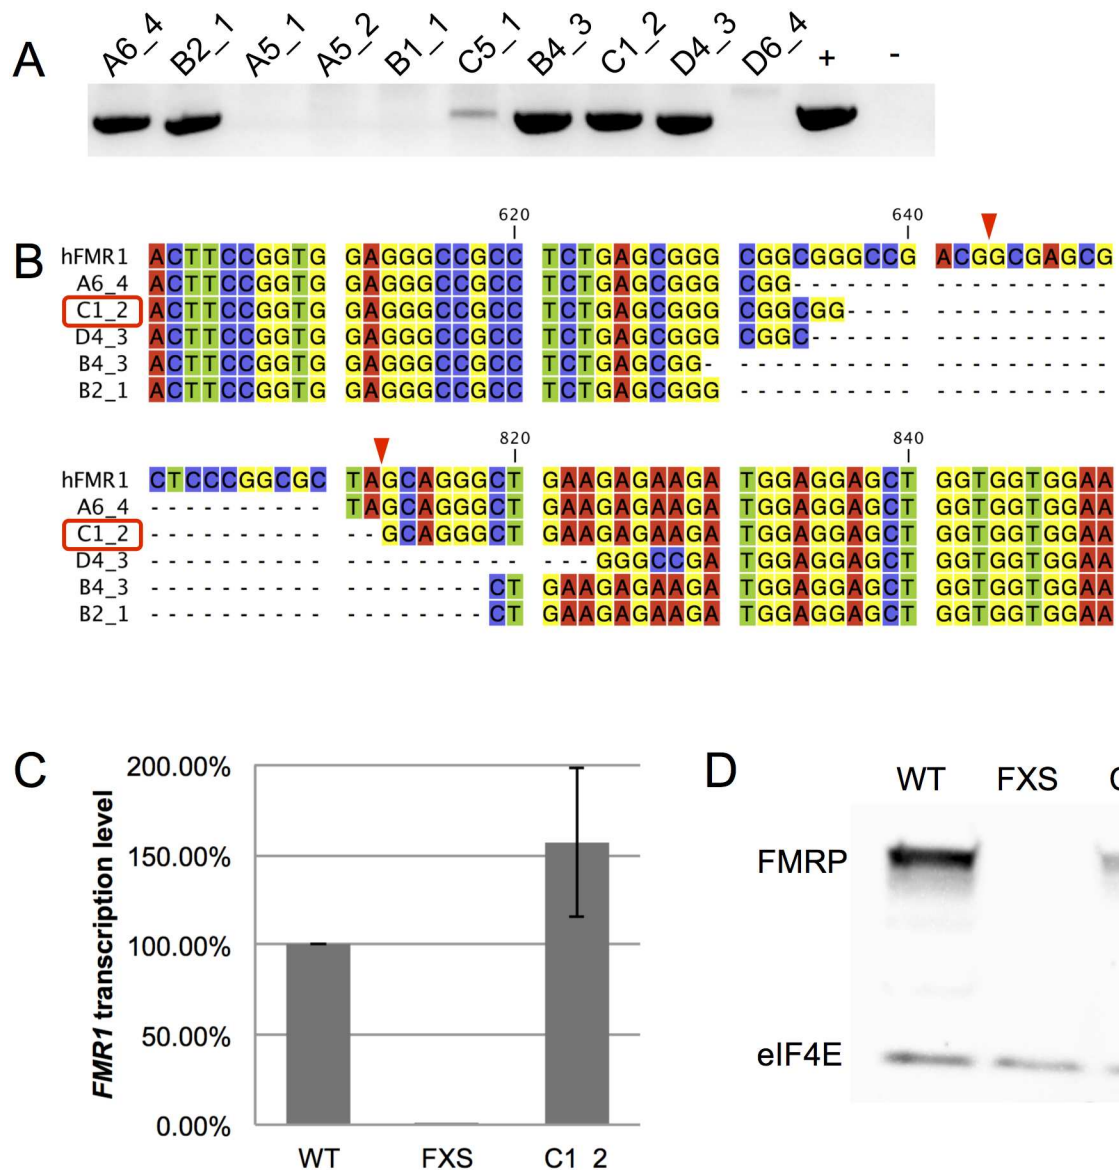 A
A6_4 B2_1 A5_1 A5_2 B1_1 C5_1 B4_3 C1_2 D4_3 D6_4 + -
B
620 640
hFMR1 ACTTCCGGTG GAGGGCCGCC TCTGAGCGGG CGGCGGGCCG ACGGCGAGCG
A6_4 ACTTCCGGTG GAGGGCCGCC TCTGAGCGGG CGG------- ----------
C1_2 ACTTCCGGTG GAGGGCCGCC TCTGAGCGGG CGGCGG---- ----------
D4_3 ACTTCCGGTG GAGGGCCGCC TCTGAGCGGG CGGC------ ----------
B4_3 ACTTCCGGTG GAGGGCCGCC TCTGAGCGG- ---------- ----------
B2_1 ACTTCCGGTG GAGGGCCGCC TCTGAGCGGG ---------- ----------
820 840
hFMR1 CTCCCGGCGC TAGCAGGGCT GAAGAGAAGA TGGAGGAGCT GGTGGTGGAA
A6_4 ---------- TAGCAGGGCT GAAGAGAAGA TGGAGGAGCT GGTGGTGGAA
C1_2 ---------- --GCAGGGCT GAAGAGAAGA TGGAGGAGCT GGTGGTGGAA
D4_3 ---------- ---------- ---GGGCCGA TGGAGGAGCT GGTGGTGGAA
B4_3 ---------- --------CT GAAGAGAAGA TGGAGGAGCT GGTGGTGGAA
B2_1 ---------- --------CT GAAGAGAAGA TGGAGGAGCT GGTGGTGGAA
C
FMR1 transcription level
200.00%
150.00%
100.00%
50.00%
0.00%
WT FXS C1_2
D
WT FXS
FMRP
eIF4E